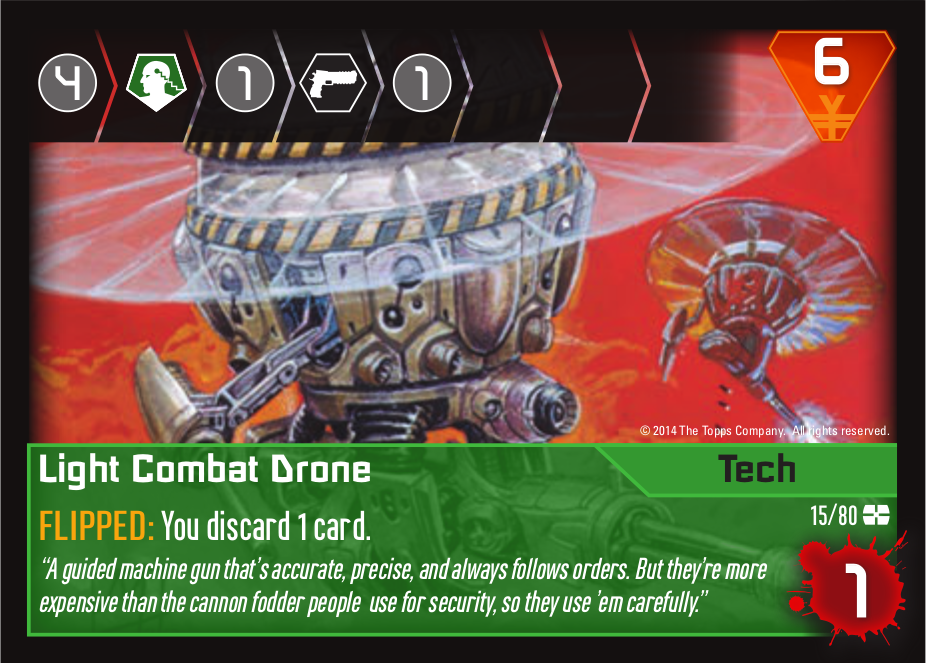 4 1 1
6
¥
© 2014 The Topps Company. All rights reserved.
Light Combat Drone
Tech
FLIPPED: You discard 1 card.
15/80
"A guided machine gun that's accurate, precise, and always follows orders. But they're more
expensive than the cannon fodder people use for security, so they use 'em carefully."
1